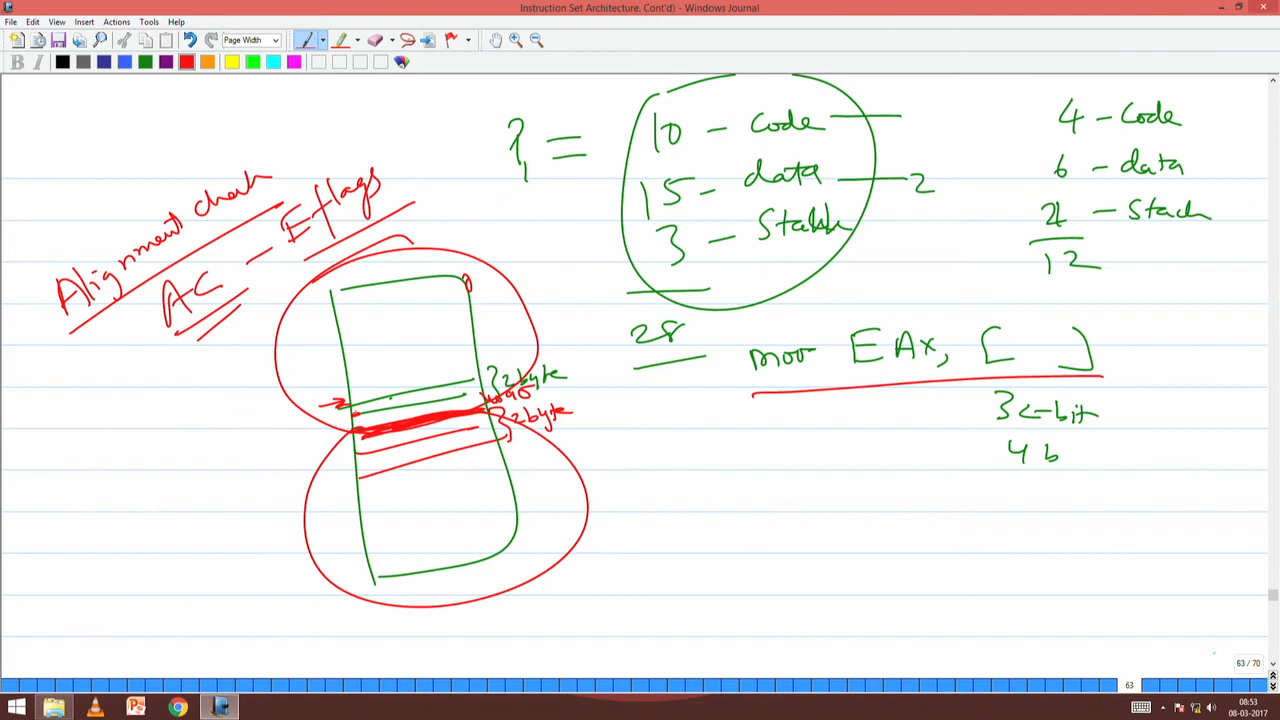 Instruction Set Architecture. Cont'd) - Windows Journal
File Edit View Insert Actions Tools Help
Page Width
B I
P1 =
10 - code
15 - data 2
3 - Stack
28
4 - Code
6 - data
2 - Stack
12
Alignment check
AC - Eflags
2 byte
2 byte
4095
mov EAx, [ ]
32-bit
4 b
63 / 70
63
08:53
08-03-2017